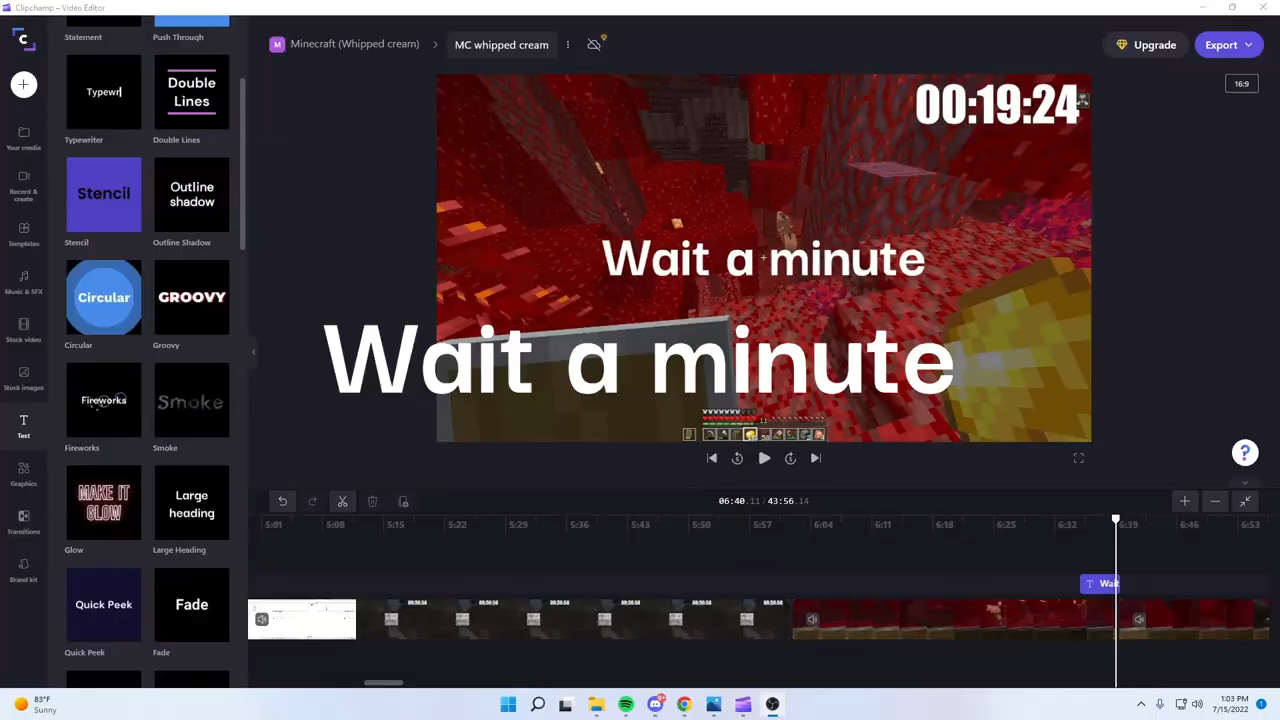 Clipchamp – Video Editor
Statement
Push Through
Minecraft (Whipped cream)
MC whipped cream
Upgrade
Export
16:9
00:19:24
Typewr
Double
Lines
Typewriter
Double Lines
Your media
Record &
create
Stencil
Outline
shadow
Stencil
Outline Shadow
Templates
Wait a minute
Music & SFX
Circular
GROOVY
Stock video
Circular
Groovy
Wait a minute
Stock images
Fireworks
Smoke
Text
Fireworks
Smoke
Graphics
MAKE IT
GLOW
Large
heading
Transitions
Glow
Large Heading
06:40.11 / 43:56.14
5:01
5:08
5:15
5:22
5:29
5:36
5:43
5:50
5:57
6:04
6:11
6:18
6:25
6:32
6:39
6:46
6:53
Brand kit
Quick Peek
Fade
Wait
Quick Peek
Fade
83°F
Sunny
1:03 PM
7/15/2022